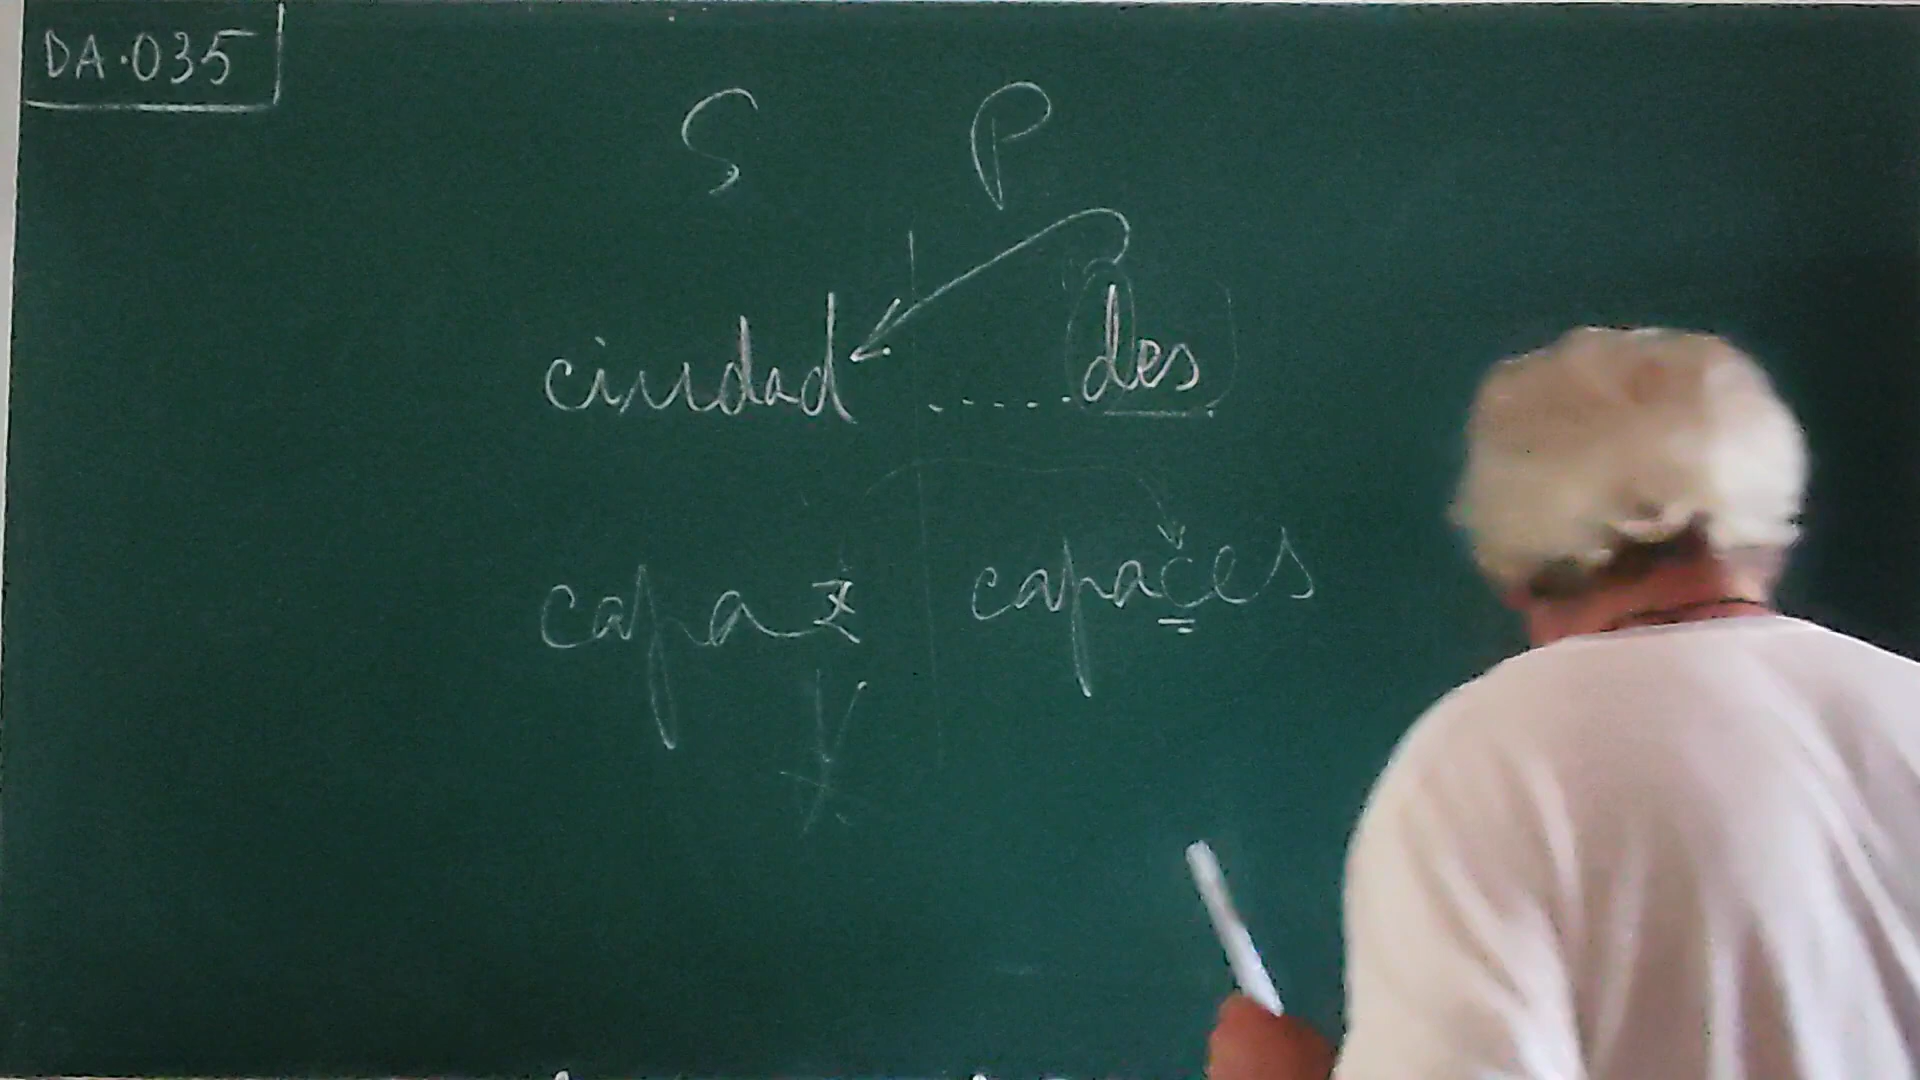 DA.035
S P
ciudad .....des
capaz capaces